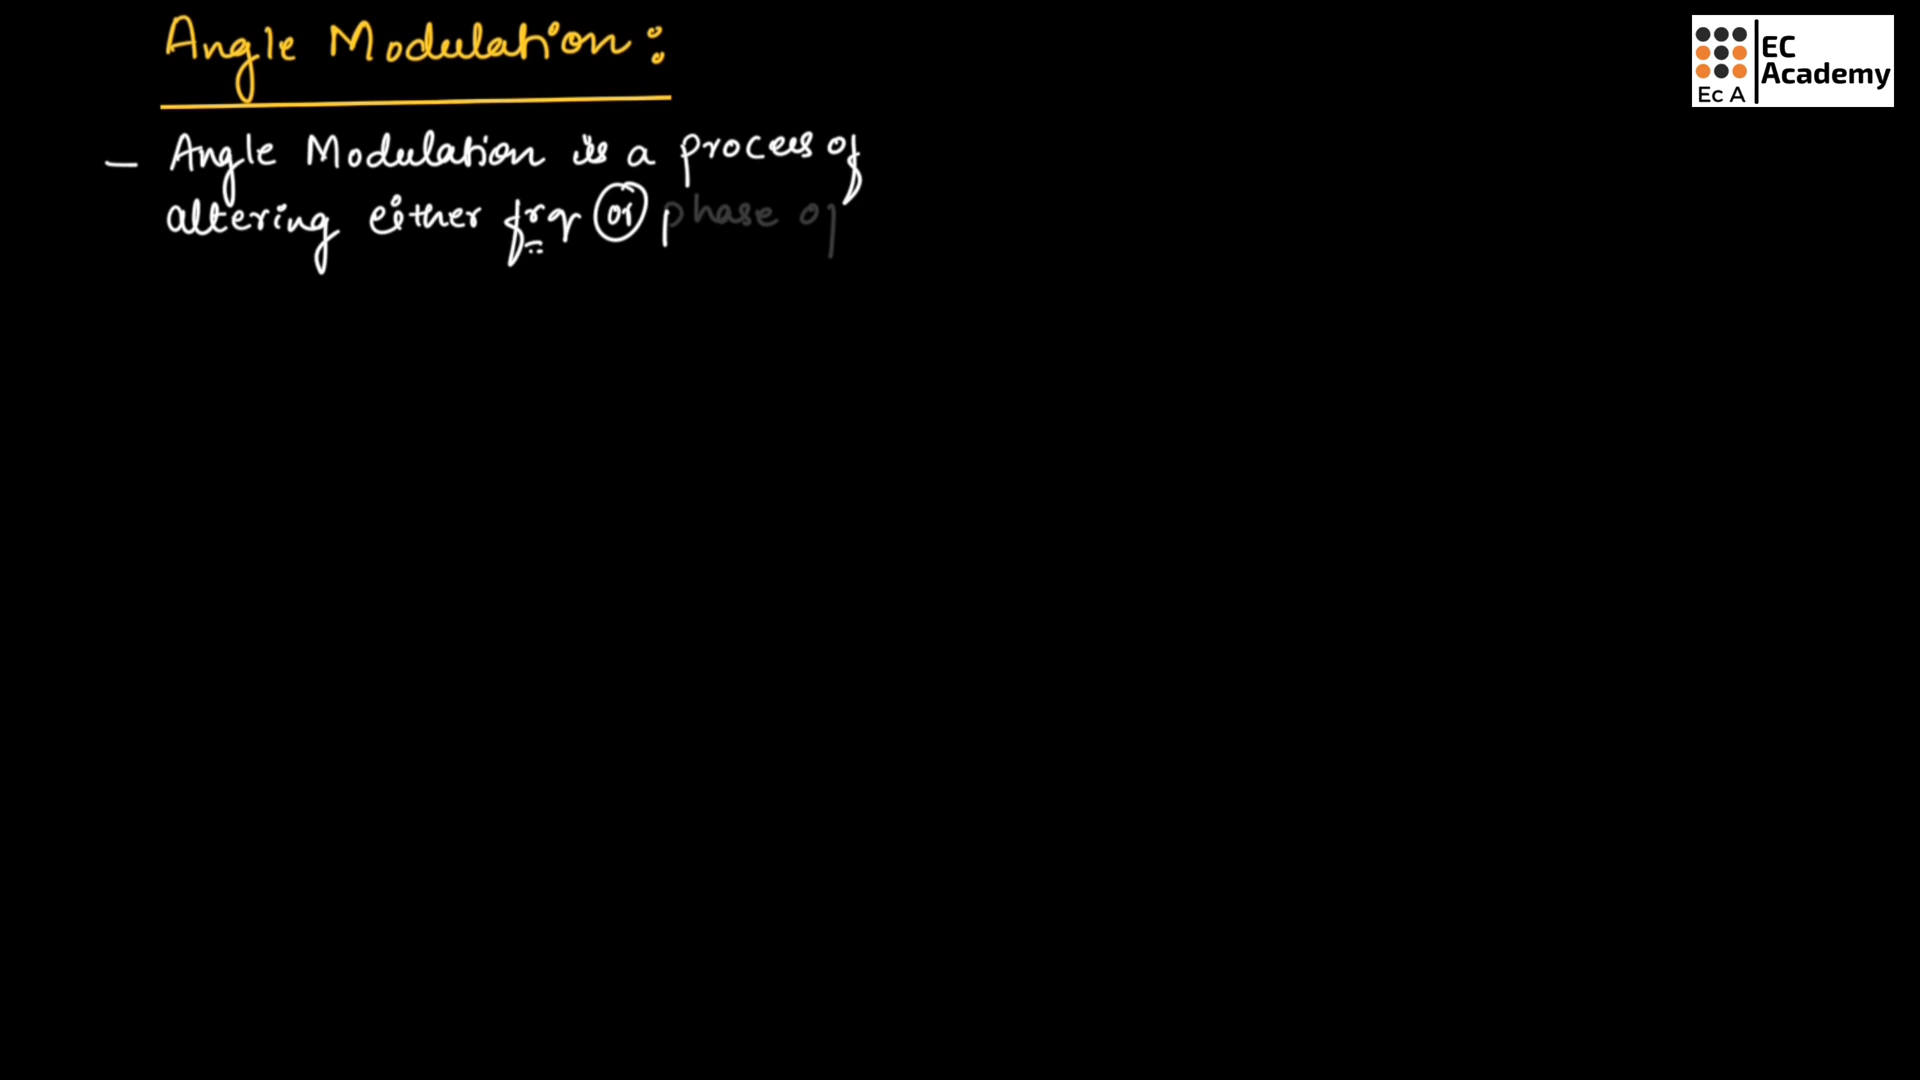 Angle Modulation :
EC
Academy
Ec A
– Angle Modulation is a process of
altering either frq or phase of